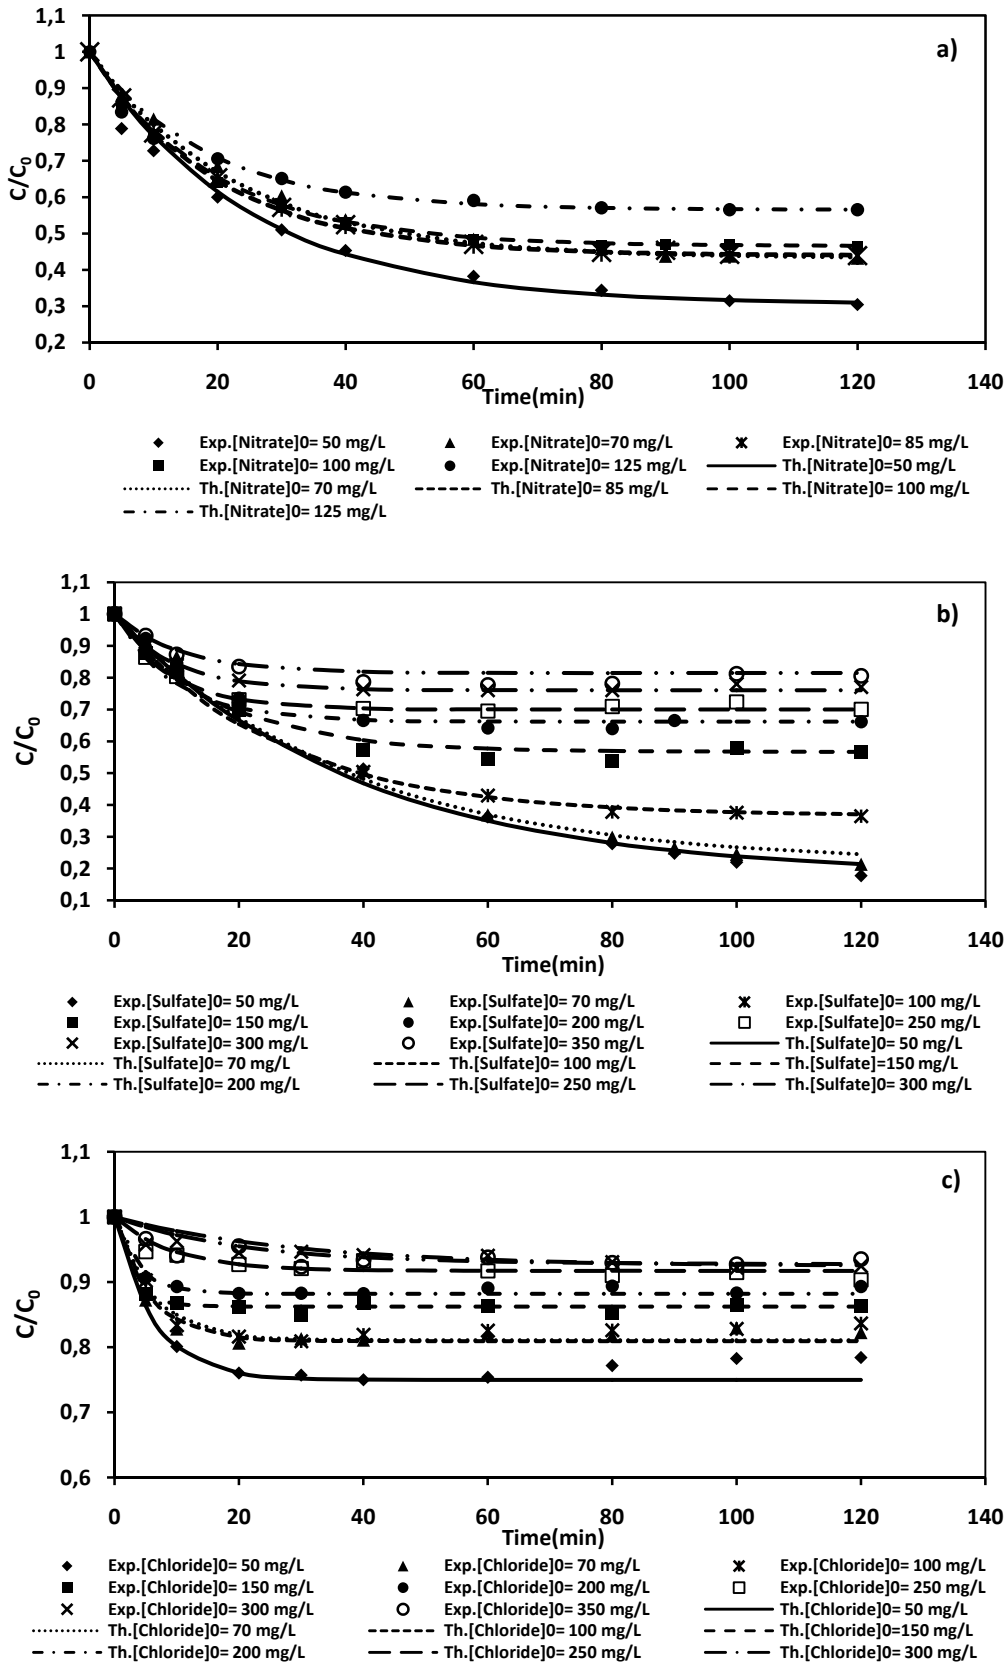 1,1
1
0,9
0,8
0,7
0,6
0,5
0,4
0,3
0,2
C/C0
a)
0 20 40 60 80 100 120 140
Time(min)
Exp.[Nitrate]0= 50 mg/L Exp.[Nitrate]0=70 mg/L Exp.[Nitrate]0= 85 mg/L
Exp.[Nitrate]0= 100 mg/L Exp.[Nitrate]0= 125 mg/L Th.[Nitrate]0=50 mg/L
Th.[Nitrate]0= 70 mg/L Th.[Nitrate]0= 85 mg/L Th.[Nitrate]0= 100 mg/L
Th.[Nitrate]0= 125 mg/L
1,1
1
0,9
0,8
0,7
0,6
0,5
0,4
0,3
0,2
0,1
C/C0
b)
0 20 40 60 80 100 120 140
Time(min)
Exp.[Sulfate]0= 50 mg/L Exp.[Sulfate]0= 70 mg/L Exp.[Sulfate]0= 100 mg/L
Exp.[Sulfate]0= 150 mg/L Exp.[Sulfate]0= 200 mg/L Exp.[Sulfate]0= 250 mg/L
Exp.[Sulfate]0= 300 mg/L Exp.[Sulfate]0= 350 mg/L Th.[Sulfate]0= 50 mg/L
Th.[Sulfate]0= 70 mg/L Th.[Sulfate]0= 100 mg/L Th.[Sulfate]=150 mg/L
Th.[Sulfate]0= 200 mg/L Th.[Sulfate]0= 250 mg/L Th.[Sulfate]0= 300 mg/L
1,1
1
0,9
0,8
0,7
0,6
C/C0
c)
0 20 40 60 80 100 120 140
Time(min)
Exp.[Chloride]0= 50 mg/L Exp.[Chloride]0= 70 mg/L Exp.[Chloride]0= 100 mg/L
Exp.[Chloride]0= 150 mg/L Exp.[Chloride]0= 200 mg/L Exp.[Chloride]0= 250 mg/L
Exp.[Chloride]0= 300 mg/L Exp.[Chloride]0= 350 mg/L Th.[Chloride]0= 50 mg/L
Th.[Chloride]0= 70 mg/L Th.[Chloride]0= 100 mg/L Th.[Chloride]0=150 mg/L
Th.[Chloride]0= 200 mg/L Th.[Chloride]0= 250 mg/L Th.[Chloride]0= 300 mg/L